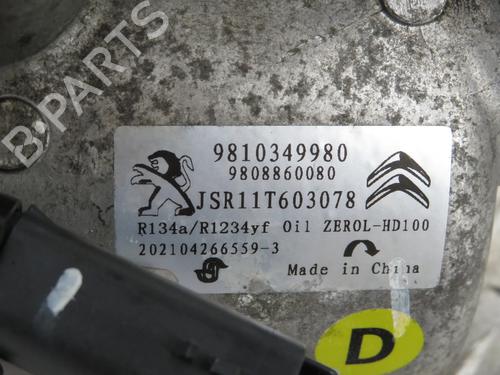 B-PARTS
9810349980
9808860080
JSR11T603078
R134a/R1234yf Oil ZEROL-HD100
202104266559-3
Made in China
D